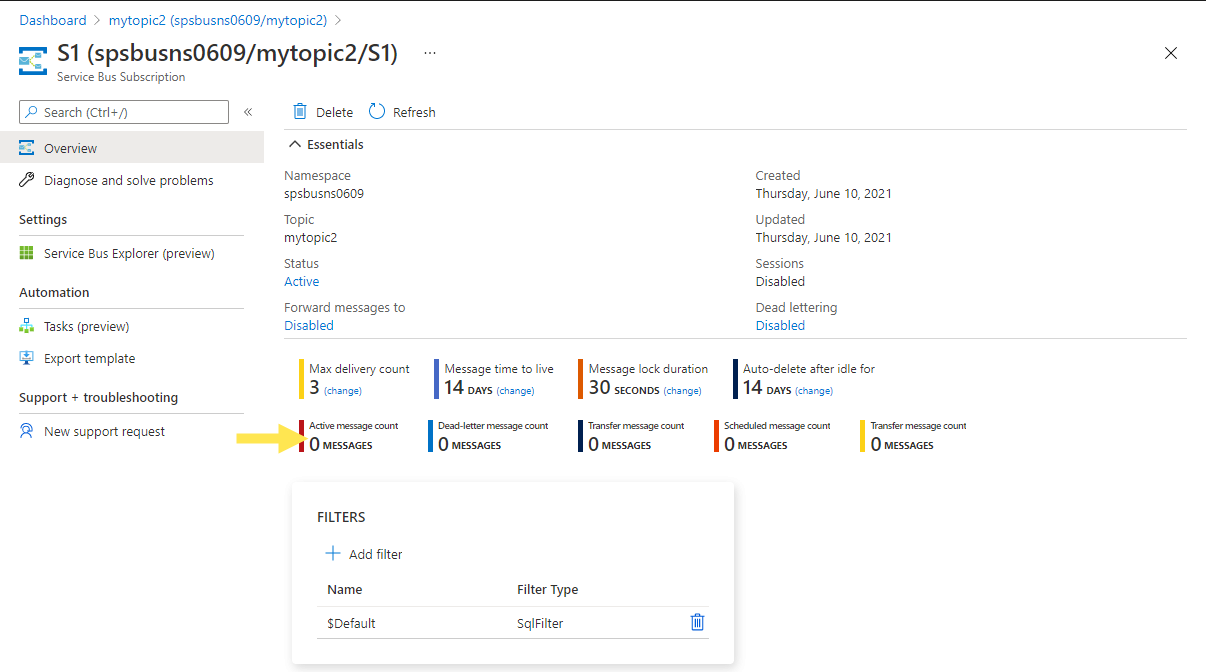 Dashboard > mytopic2 (spsbusns0609/mytopic2) >
S1 (spsbusns0609/mytopic2/S1) ...
Service Bus Subscription
Search (Ctrl+/) «
Overview
Diagnose and solve problems
Settings
Service Bus Explorer (preview)
Automation
Tasks (preview)
Export template
Support + troubleshooting
New support request
Delete Refresh
Essentials
Namespace
spsbusns0609
Topic
mytopic2
Status
Active
Forward messages to
Disabled
Created
Thursday, June 10, 2021
Updated
Thursday, June 10, 2021
Sessions
Disabled
Dead lettering
Disabled
Max delivery count
3 (change)
Message time to live
14 DAYS (change)
Message lock duration
30 SECONDS (change)
Auto-delete after idle for
14 DAYS (change)
Active message count
0 MESSAGES
Dead-letter message count
0 MESSAGES
Transfer message count
0 MESSAGES
Scheduled message count
0 MESSAGES
Transfer message count
0 MESSAGES
FILTERS
Add filter
Name Filter Type
$Default SqlFilter